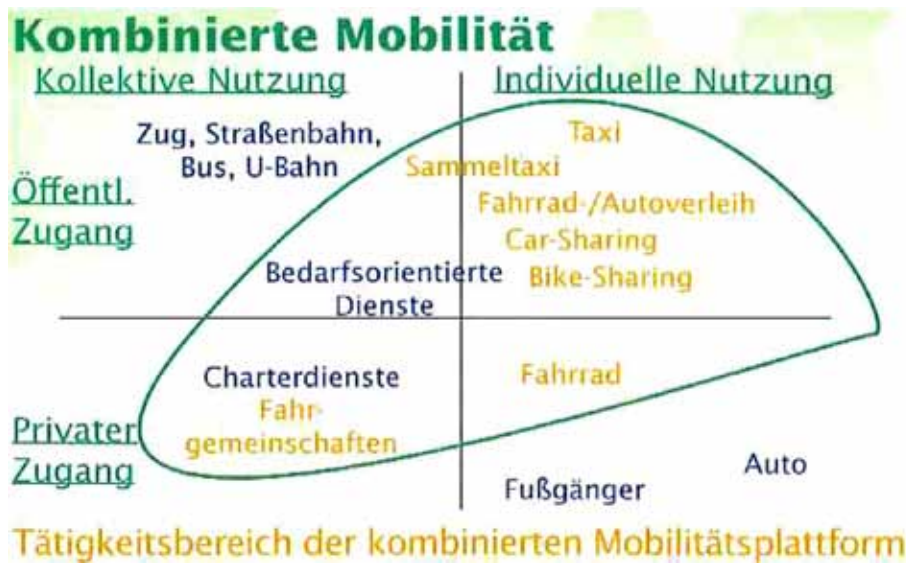 Kombinierte Mobilität
Kollektive Nutzung
Individuelle Nutzung
Öffentl.
Zugang
Zug, Straßenbahn,
Bus, U-Bahn
Taxi
Sammeltaxi
Fahrrad-/Autoverleih
Car-Sharing
Bike-Sharing
Bedarfsorientierte
Dienste
Privater
Zugang
Charterdienste
Fahr-
gemeinschaften
Fahrrad
Fußgänger
Auto
Tätigkeitsbereich der kombinierten Mobilitätsplattform